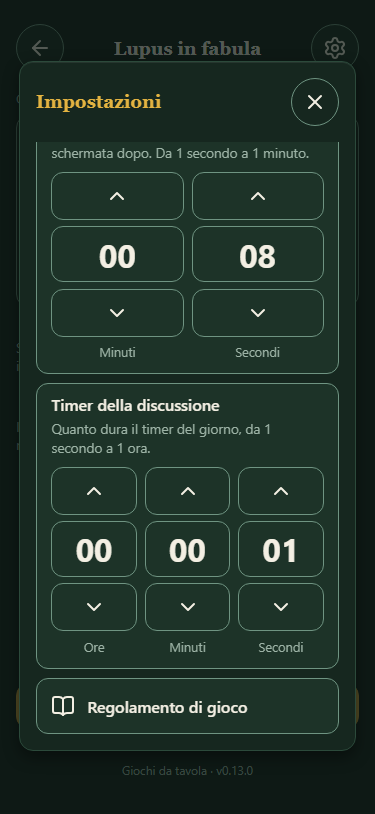 Lupus in fabula
Impostazioni
schermata dopo. Da 1 secondo a 1 minuto.
00 08
Minuti Secondi
Timer della discussione
Quanto dura il timer del giorno, da 1
secondo a 1 ora.
00 00 01
Ore Minuti Secondi
Regolamento di gioco
Giochi da tavola · v0.13.0